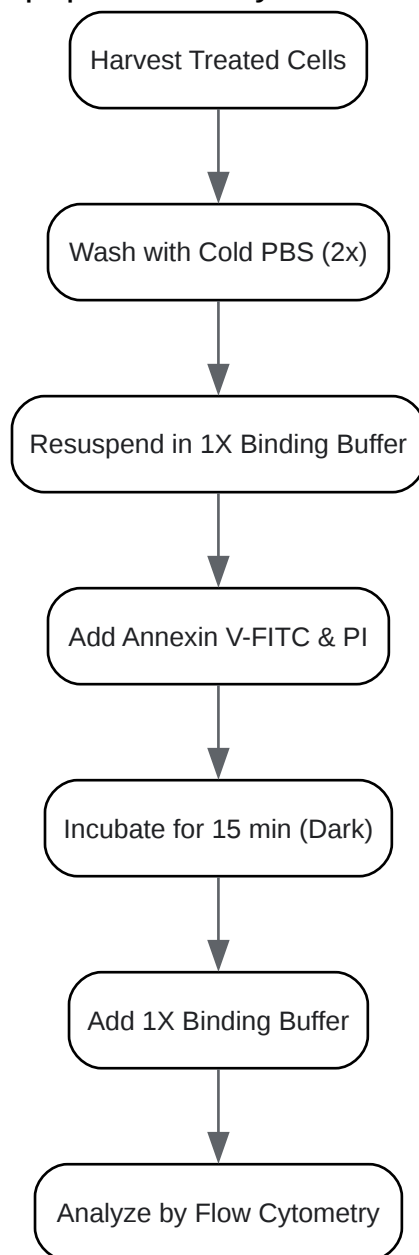 Harvest Treated Cells
Wash with Cold PBS (2x)
Resuspend in 1X Binding Buffer
Add Annexin V-FITC & PI
Incubate for 15 min (Dark)
Add 1X Binding Buffer
Analyze by Flow Cytometry